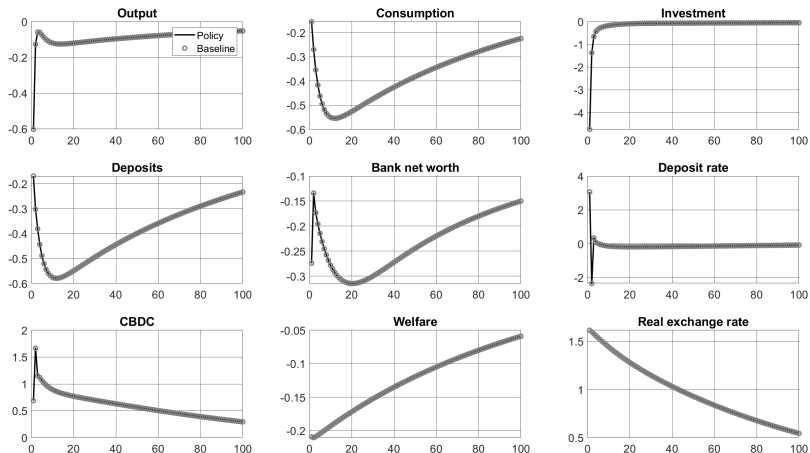 Output
Consumption
Investment
0
-0.2
-0.4
-0.6
0 20 40 60 80 100
Policy
Baseline
-0.2
-0.3
-0.4
-0.5
-0.6
0 20 40 60 80 100
0
-1
-2
-3
-4
0 20 40 60 80 100
Deposits
Bank net worth
Deposit rate
-0.2
-0.3
-0.4
-0.5
-0.6
0 20 40 60 80 100
-0.1
-0.15
-0.2
-0.25
-0.3
0 20 40 60 80 100
4
2
0
-2
0 20 40 60 80 100
CBDC
Welfare
Real exchange rate
2
1.5
1
0.5
0
0 20 40 60 80 100
-0.05
-0.1
-0.15
-0.2
0 20 40 60 80 100
1.5
1
0.5
0 20 40 60 80 100